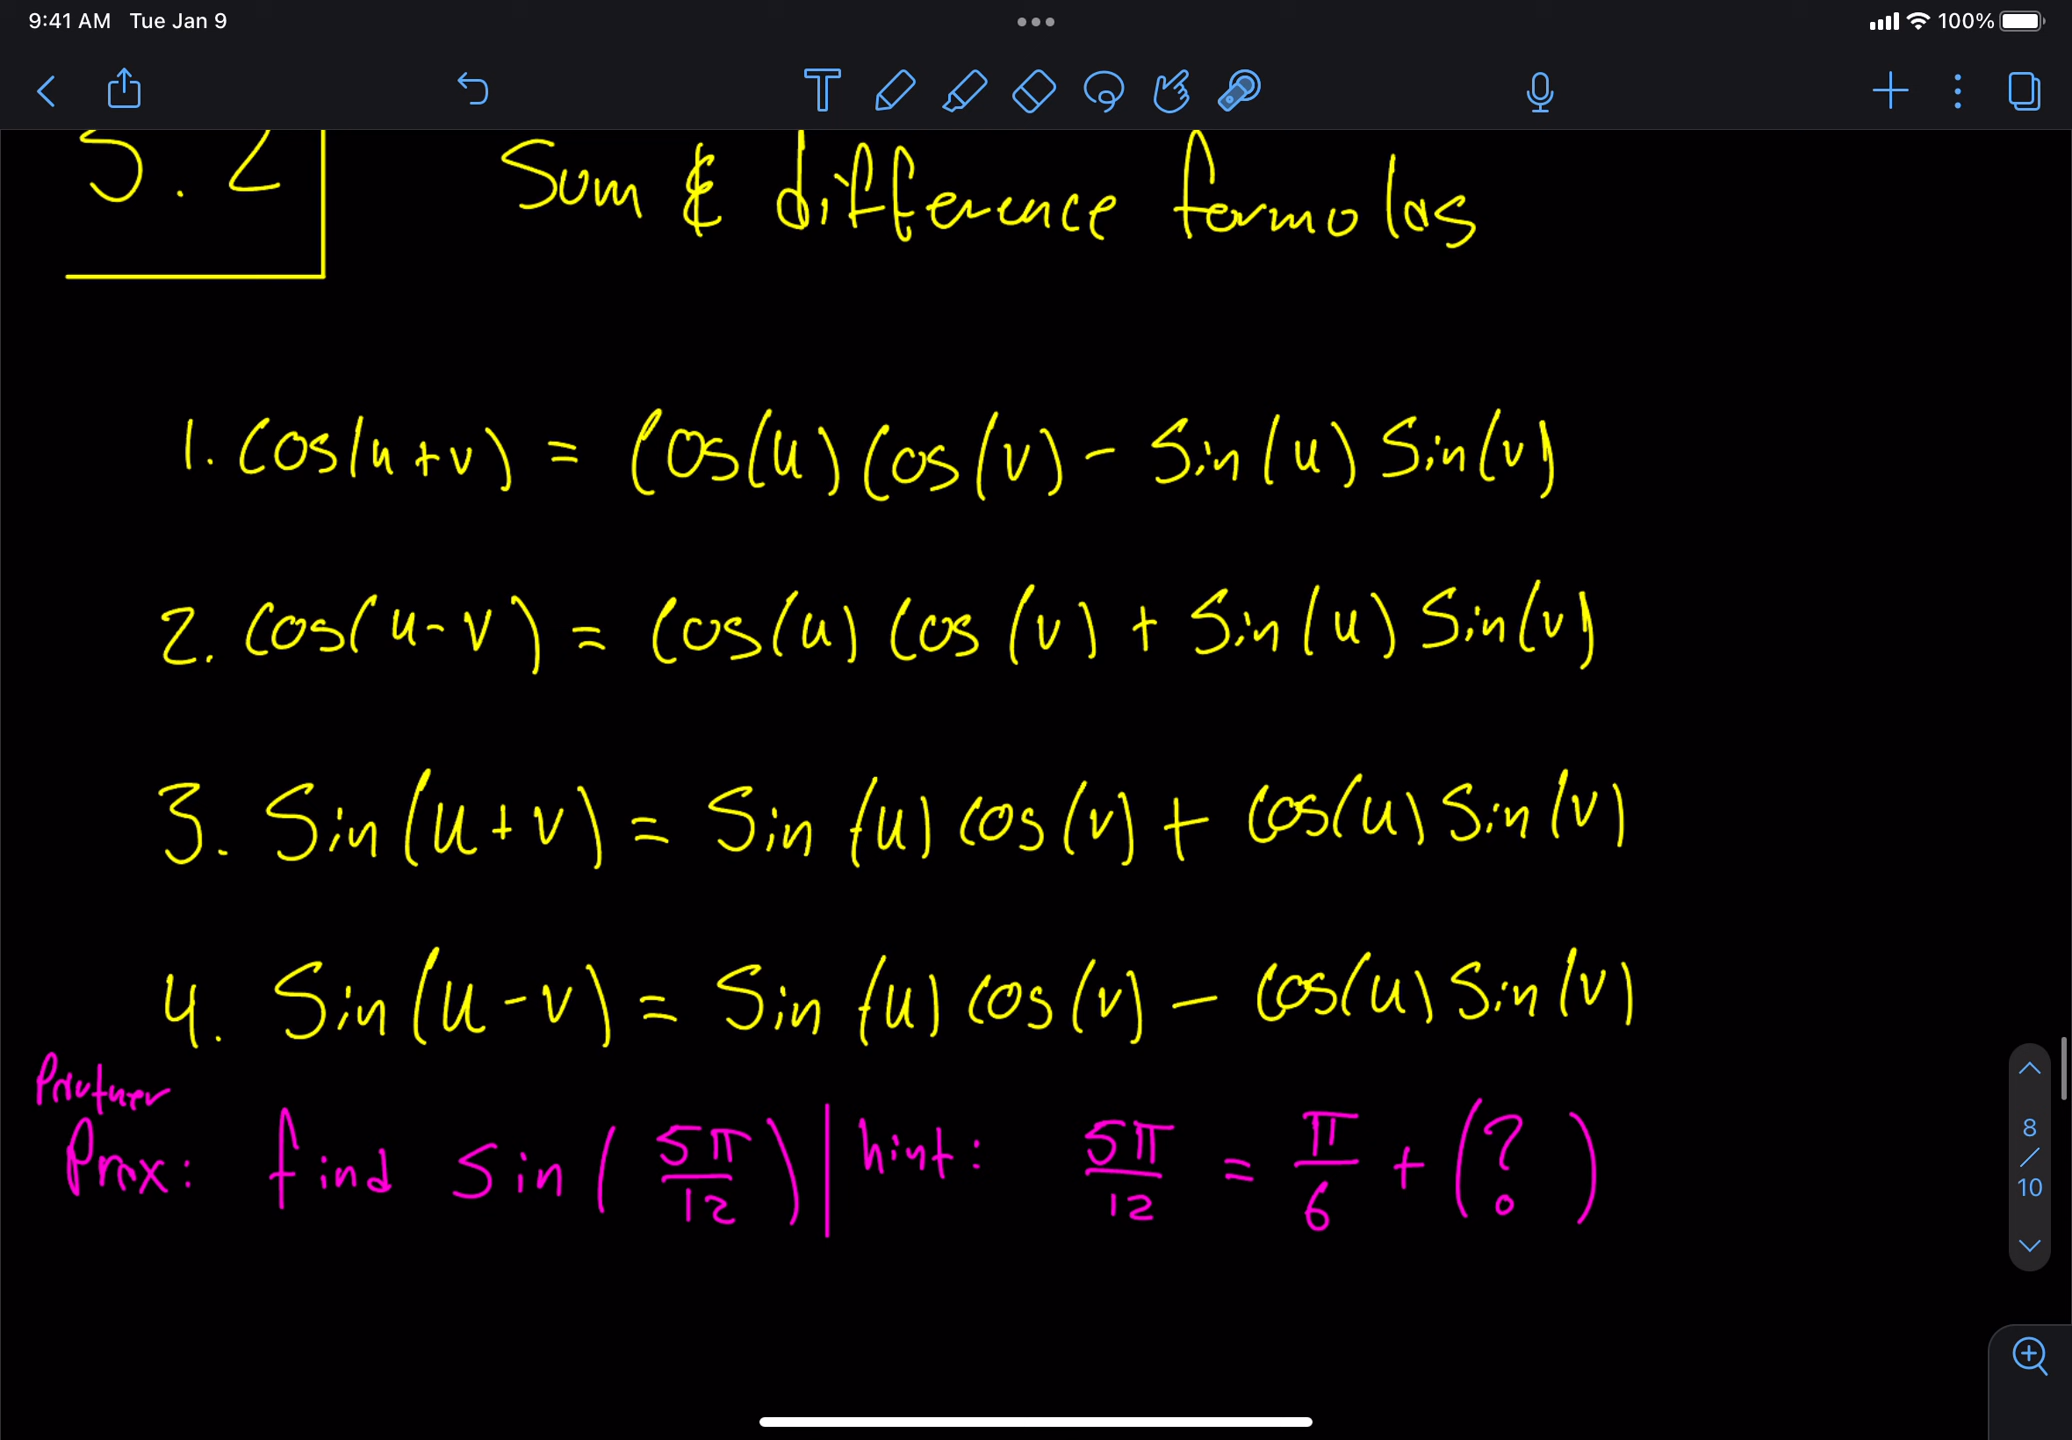 9:41 AM Tue Jan 9 100%
5.2 Sum & difference formulas
1. Cos(u+v) = Cos(u) Cos(v) - Sin(u) Sin(v)
2. Cos(u-v) = Cos(u) Cos(v) + Sin(u) Sin(v)
3. Sin(u+v) = Sin(u) Cos(v) + Cos(u) Sin(v)
4. Sin(u-v) = Sin(u) Cos(v) - Cos(u) Sin(v)
Partner
Prax: find Sin(5π/12) | hint: 5π/12 = π/6 + (?)
8
/
10